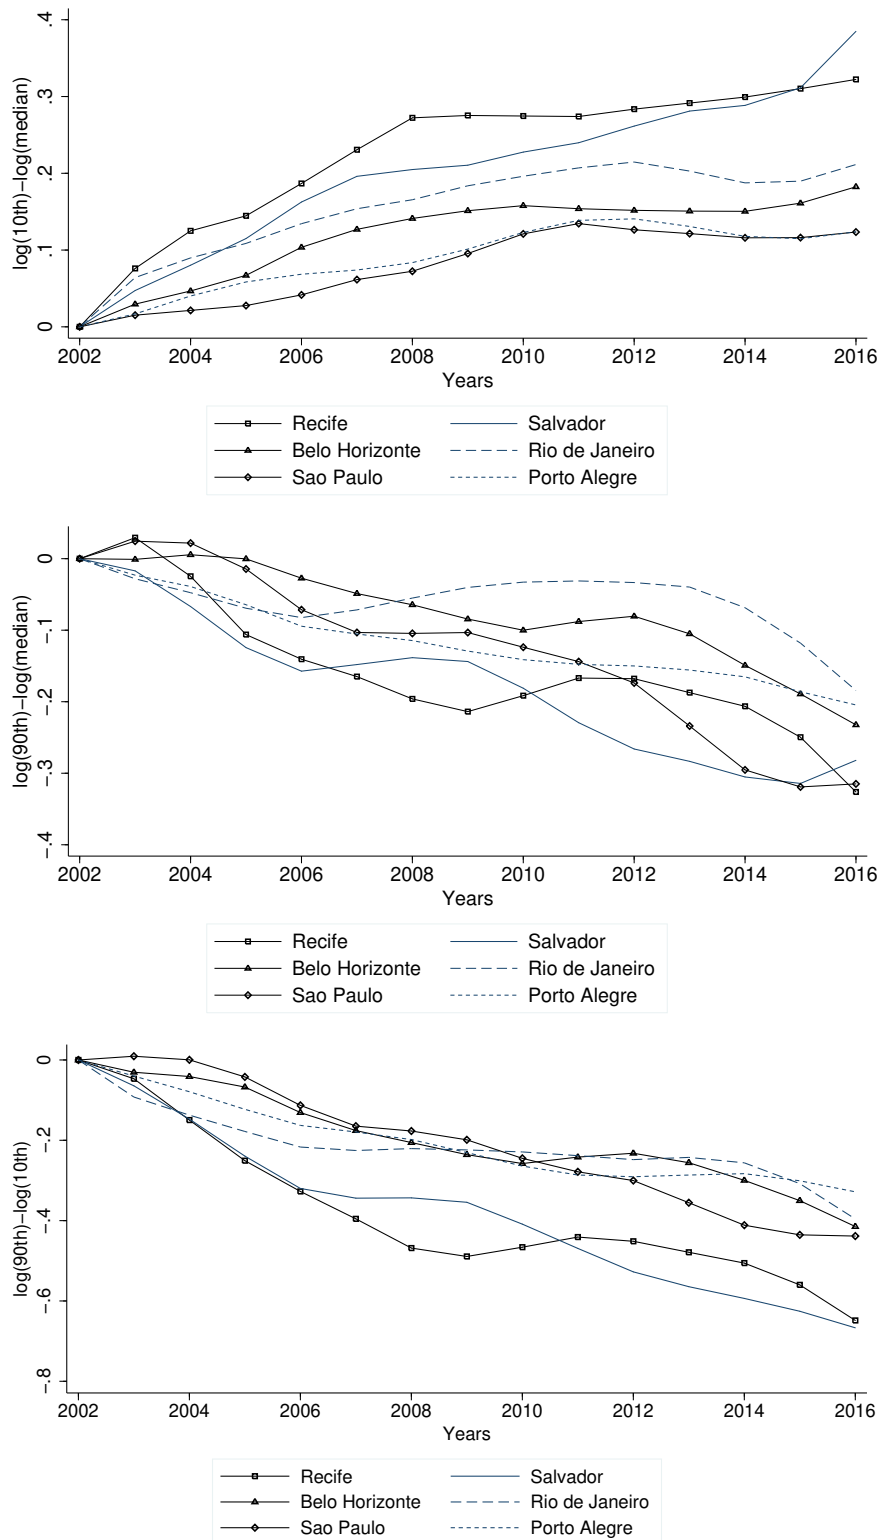 .4
.3
.2
.1
0
log(10th)−log(median)
2002 2004 2006 2008 2010 2012 2014 2016
Years
Recife Salvador
Belo Horizonte Rio de Janeiro
Sao Paulo Porto Alegre
0
−.1
−.2
−.3
−.4
log(90th)−log(median)
2002 2004 2006 2008 2010 2012 2014 2016
Years
Recife Salvador
Belo Horizonte Rio de Janeiro
Sao Paulo Porto Alegre
0
−.2
−.4
−.6
−.8
log(90th)−log(10th)
2002 2004 2006 2008 2010 2012 2014 2016
Years
Recife Salvador
Belo Horizonte Rio de Janeiro
Sao Paulo Porto Alegre